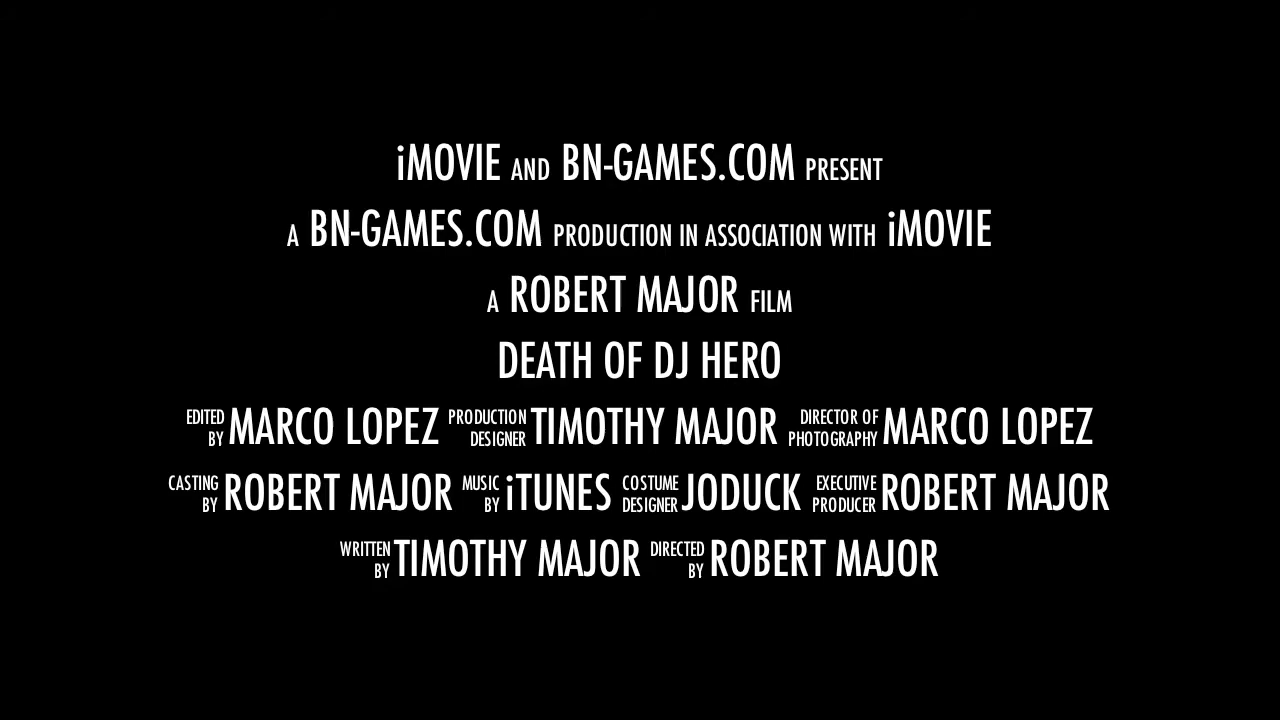 iMOVIE AND BN-GAMES.COM PRESENT
A BN-GAMES.COM PRODUCTION IN ASSOCIATION WITH iMOVIE
A ROBERT MAJOR FILM
DEATH OF DJ HERO
EDITED BY MARCO LOPEZ PRODUCTION DESIGNER TIMOTHY MAJOR DIRECTOR OF PHOTOGRAPHY MARCO LOPEZ
CASTING BY ROBERT MAJOR MUSIC BY iTUNES COSTUME DESIGNER JODUCK EXECUTIVE PRODUCER ROBERT MAJOR
WRITTEN BY TIMOTHY MAJOR DIRECTED BY ROBERT MAJOR